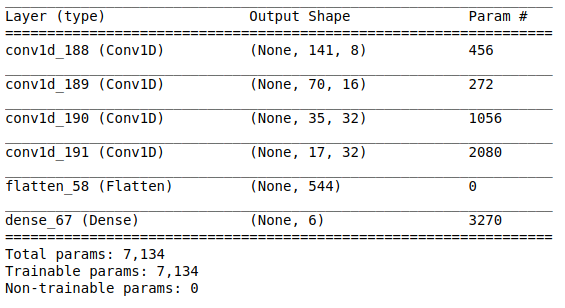 Layer (type) Output Shape Param #
conv1d_188 (Conv1D) (None, 141, 8) 456
conv1d_189 (Conv1D) (None, 70, 16) 272
conv1d_190 (Conv1D) (None, 35, 32) 1056
conv1d_191 (Conv1D) (None, 17, 32) 2080
flatten_58 (Flatten) (None, 544) 0
dense_67 (Dense) (None, 6) 3270
Total params: 7,134
Trainable params: 7,134
Non-trainable params: 0